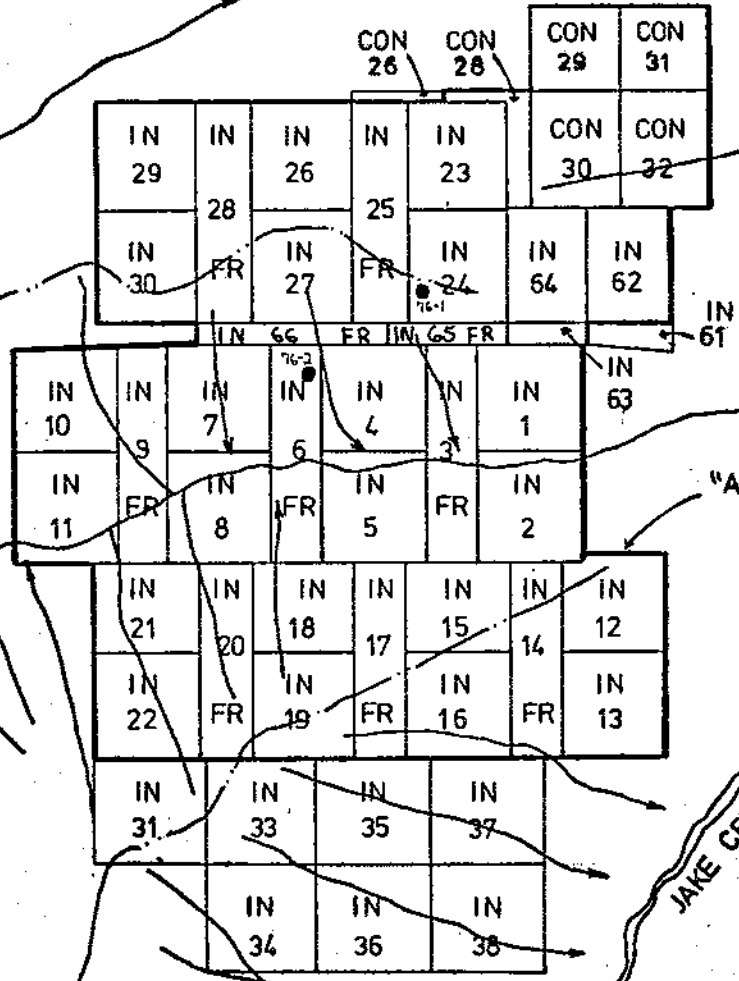 CON CON
26 28
CON CON
29 31
CON CON
30 32
IN IN IN IN IN
29 26 23
28 25
IN FR IN FR IN IN IN
30 27 24 64 62
76-1
IN 66 FR IN 65 FR
IN
61
IN
63
76-2
IN IN IN IN IN IN IN
10 9 7 6 4 3 1
IN FR IN FR IN FR IN
11 8 5 2
"A
IN IN IN IN IN IN IN
21 20 18 17 15 14 12
IN FR IN FR IN FR IN
22 19 16 13
IN IN IN IN
31 33 35 37
IN IN IN
34 36 38
JAKE